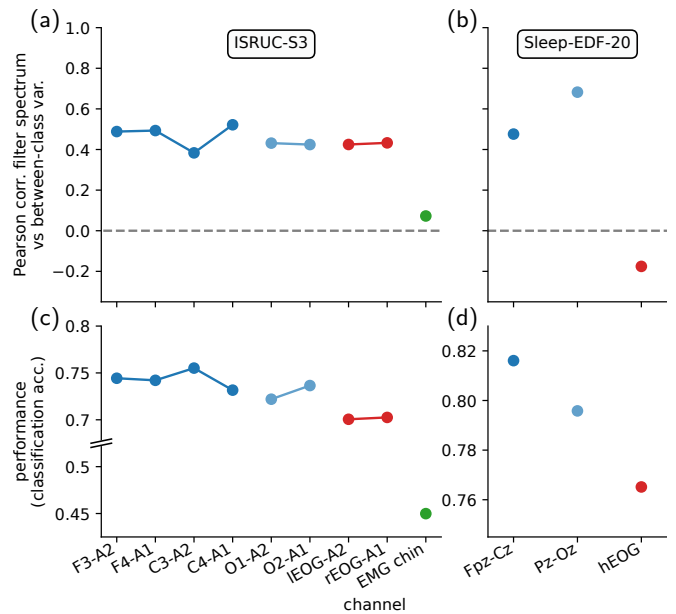 (a)
ISRUC-S3
(b)
Sleep-EDF-20
1.0
0.8
0.6
0.4
0.2
0.0
−0.2
Pearson corr. filter spectrum
vs between-class var.
(c)
(d)
0.8
0.75
0.7
0.5
0.45
performance
(classification acc.)
0.82
0.80
0.78
0.76
F3-A2
F4-A1
C3-A2
C4-A1
O1-A2
O2-A1
lEOG-A2
rEOG-A1
EMG chin
Fpz-Cz
Pz-Oz
hEOG
channel